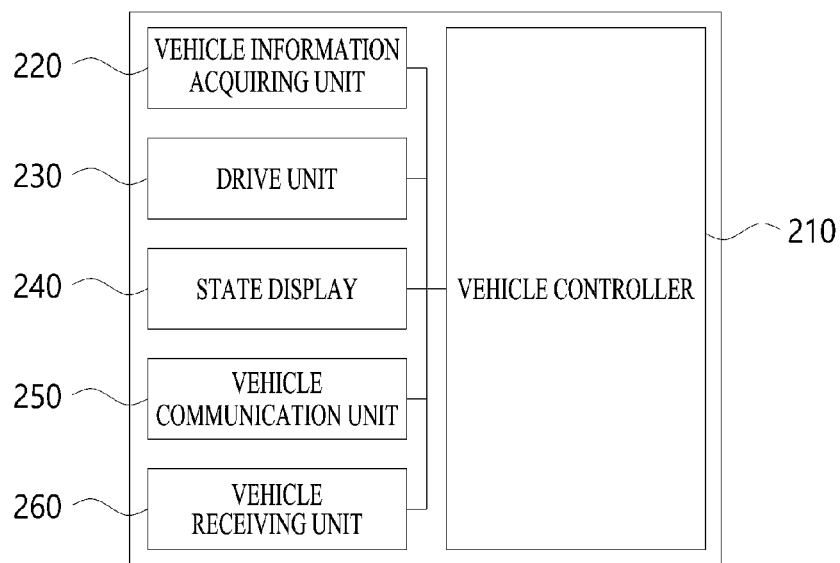 220
VEHICLE INFORMATION
ACQUIRING UNIT
230
DRIVE UNIT
240
STATE DISPLAY
250
VEHICLE
COMMUNICATION UNIT
260
VEHICLE
RECEIVING UNIT
VEHICLE CONTROLLER
210